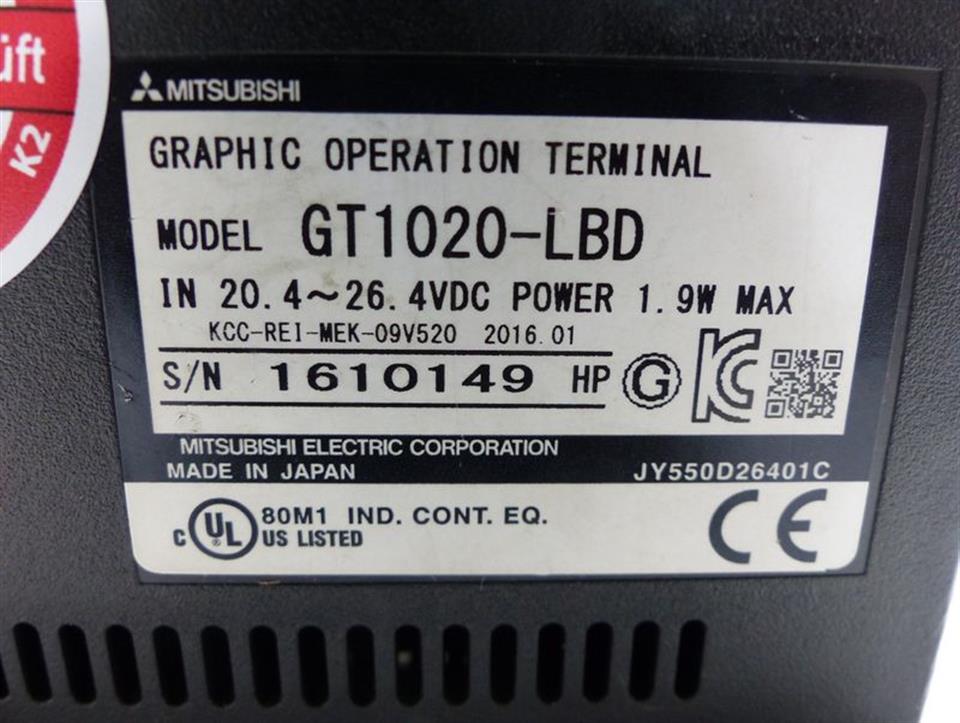 üft
K2
MITSUBISHI
GRAPHIC OPERATION TERMINAL
MODEL GT1020-LBD
IN 20.4~26.4VDC POWER 1.9W MAX
KCC-REI-MEK-09V520 2016.01
S/N 1610149 HP G KC
MITSUBISHI ELECTRIC CORPORATION
MADE IN JAPAN JY550D26401C
c UL ® 80M1 IND. CONT. EQ.
US LISTED CE